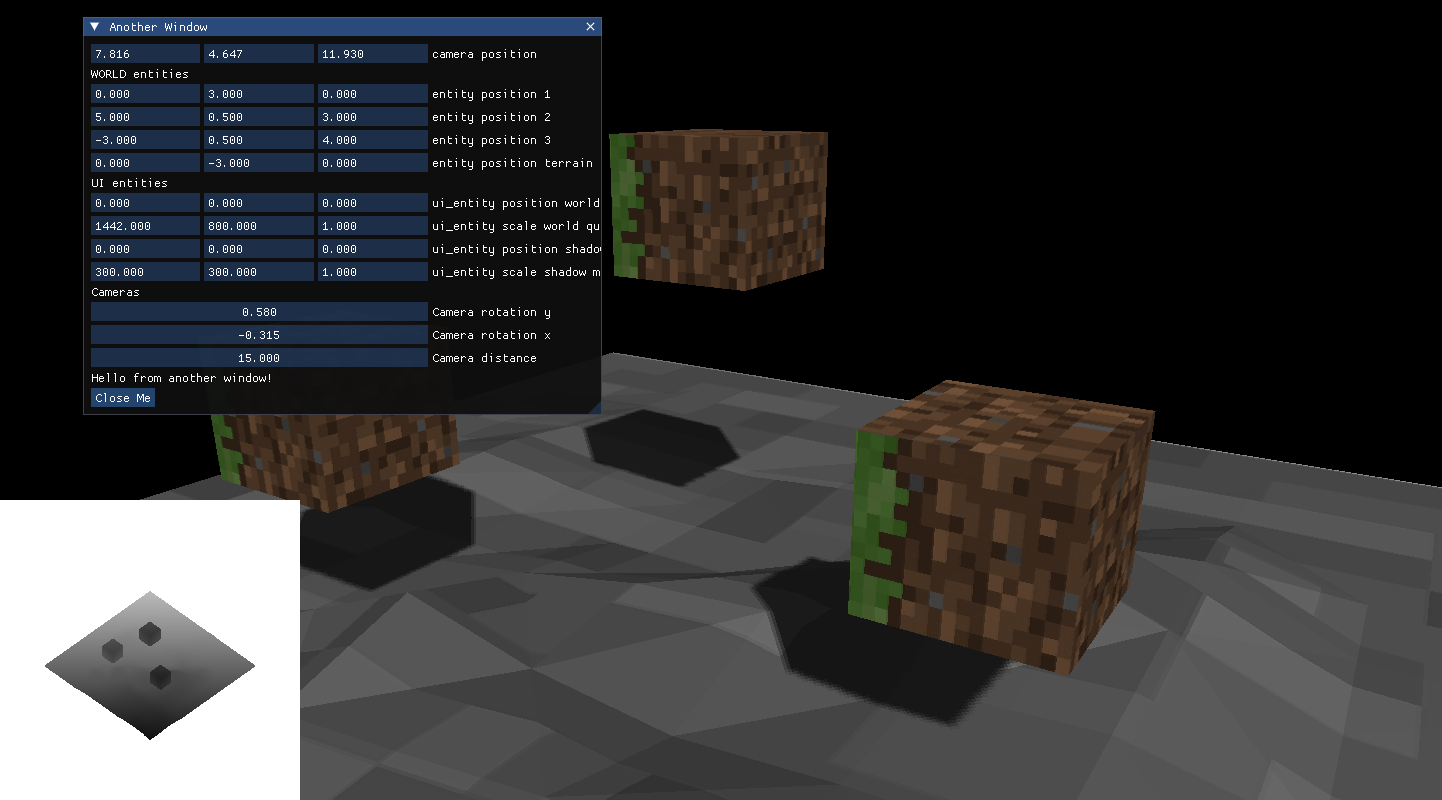 Another Window
7.816 4.647 11.930 camera position
WORLD entities
0.000 3.000 0.000 entity position 1
5.000 0.500 3.000 entity position 2
-3.000 0.500 4.000 entity position 3
0.000 -3.000 0.000 entity position terrain
UI entities
0.000 0.000 0.000 ui_entity position world
1442.000 800.000 1.000 ui_entity scale world qu
0.000 0.000 0.000 ui_entity position shado
300.000 300.000 1.000 ui_entity scale shadow m
Cameras
0.580 Camera rotation y
-0.315 Camera rotation x
15.000 Camera distance
Hello from another window!
Close Me